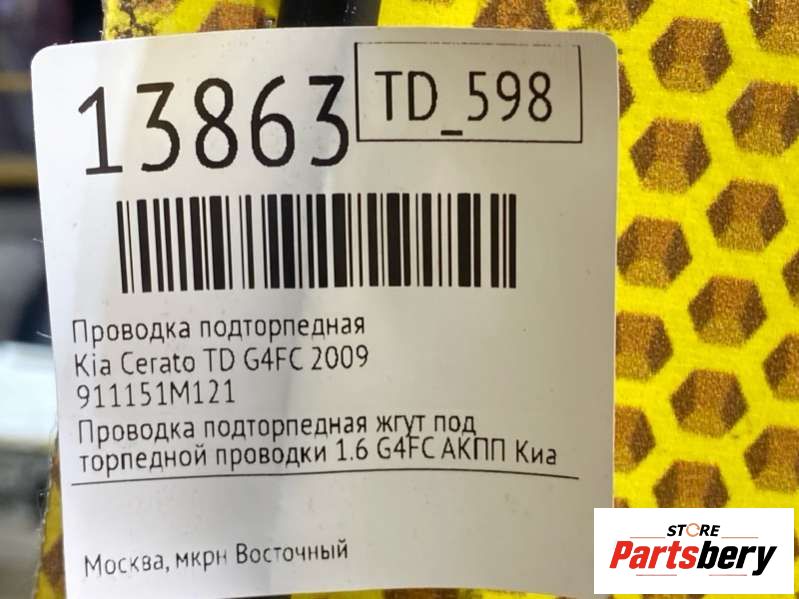 13863
TD_598
Проводка подторпедная
Kia Cerato TD G4FC 2009
911151M121
Проводка подторпедная жгут под
торпедной проводки 1.6 G4FC АКПП Киа
Москва, мкрн Восточный
STORE
Partsbery